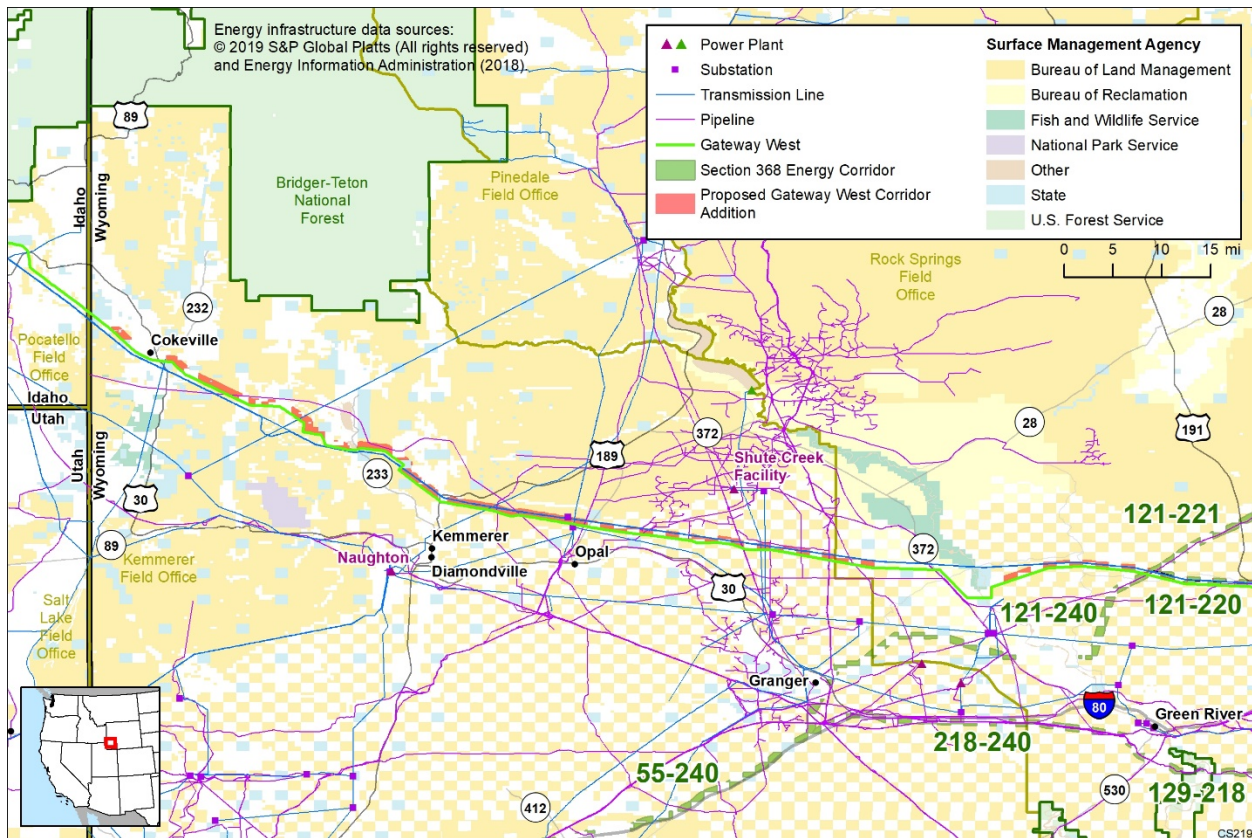 Energy infrastructure data sources:
© 2019 S&P Global Platts (All rights reserved)
and Energy Information Administration (2018).
Power Plant
Substation
Transmission Line
Pipeline
Gateway West
Section 368 Energy Corridor
Proposed Gateway West Corridor
Addition
Surface Management Agency
Bureau of Land Management
Bureau of Reclamation
Fish and Wildlife Service
National Park Service
Other
State
U.S. Forest Service
0 5 10 15 mi
89
Idaho
Wyoming
Bridger-Teton
National
Forest
Pinedale
Field Office
Rock Springs
Field
Office
232
28
Cokeville
Pocatello
Field
Office
Idaho
Utah
Utah
Wyoming
372
28
191
189
Shute Creek
Facility
233
30
121-221
89
Kemmerer
Field Office
Kemmerer
Diamondville
Naughton
Opal
372
30
121-220
121-240
Salt
Lake
Field
Office
Granger
80
Green River
218-240
55-240
129-218
412
530
CS219